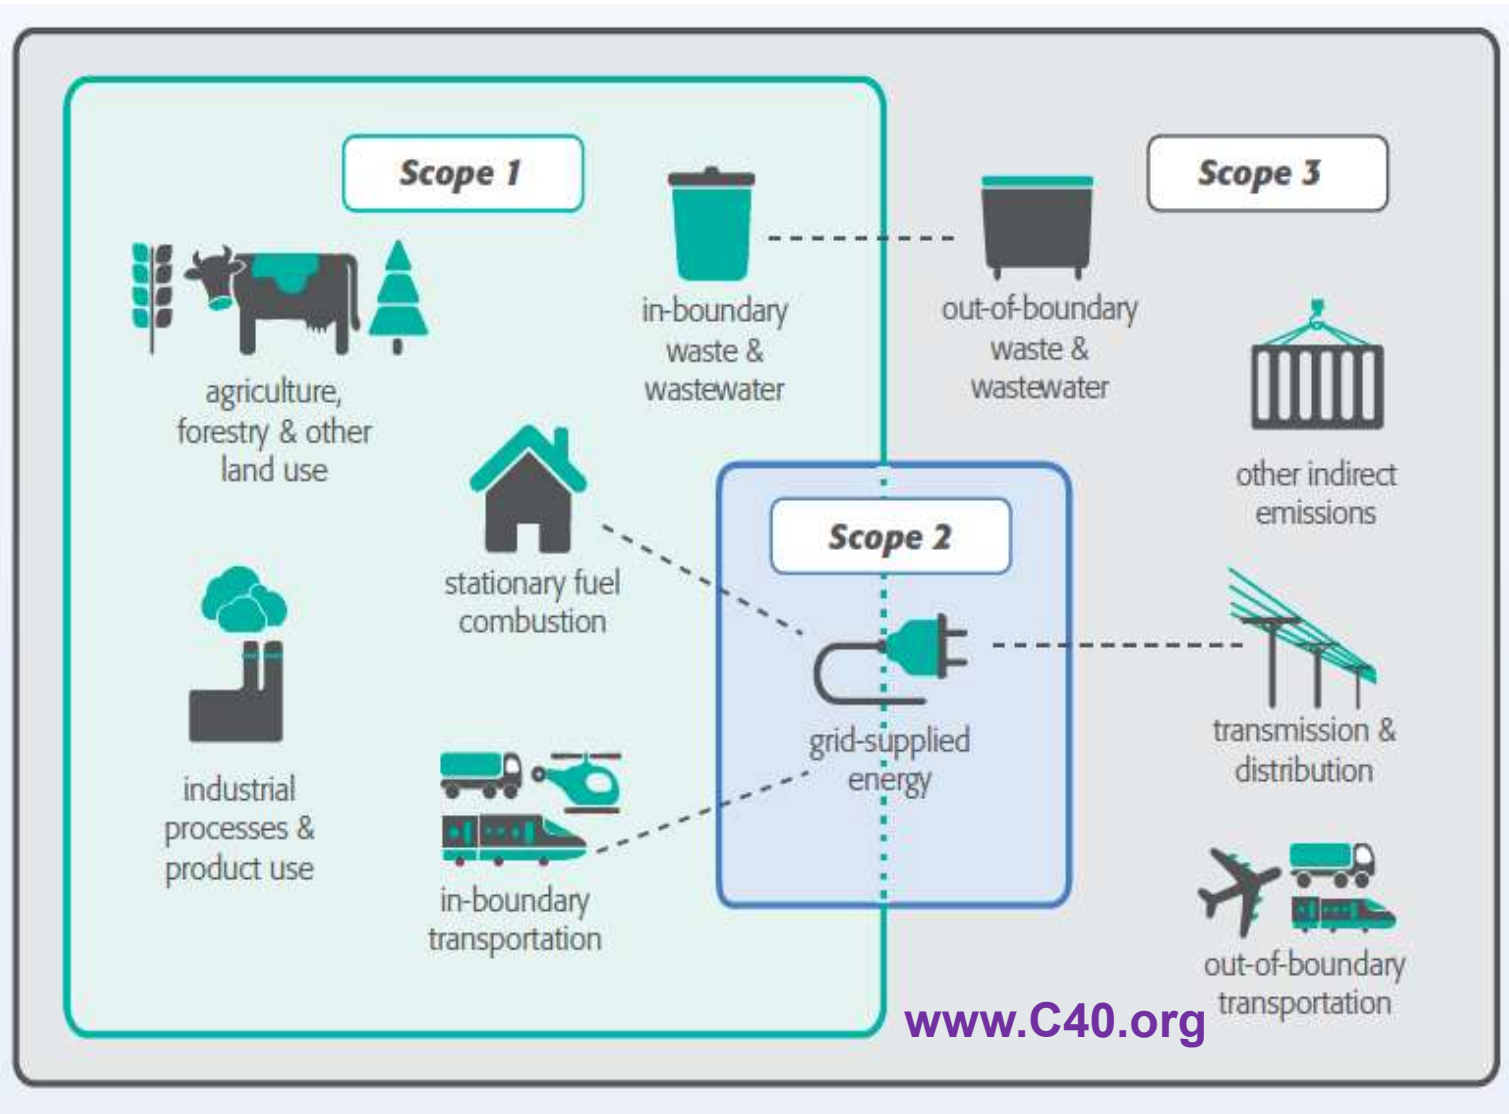 Scope 1
Scope 3
in-boundary
waste &
wastewater
out-of-boundary
waste &
wastewater
agriculture,
forestry & other
land use
other indirect
emissions
Scope 2
stationary fuel
combustion
grid-supplied
energy
transmission &
distribution
industrial
processes &
product use
in-boundary
transportation
out-of-boundary
transportation
www.C40.org